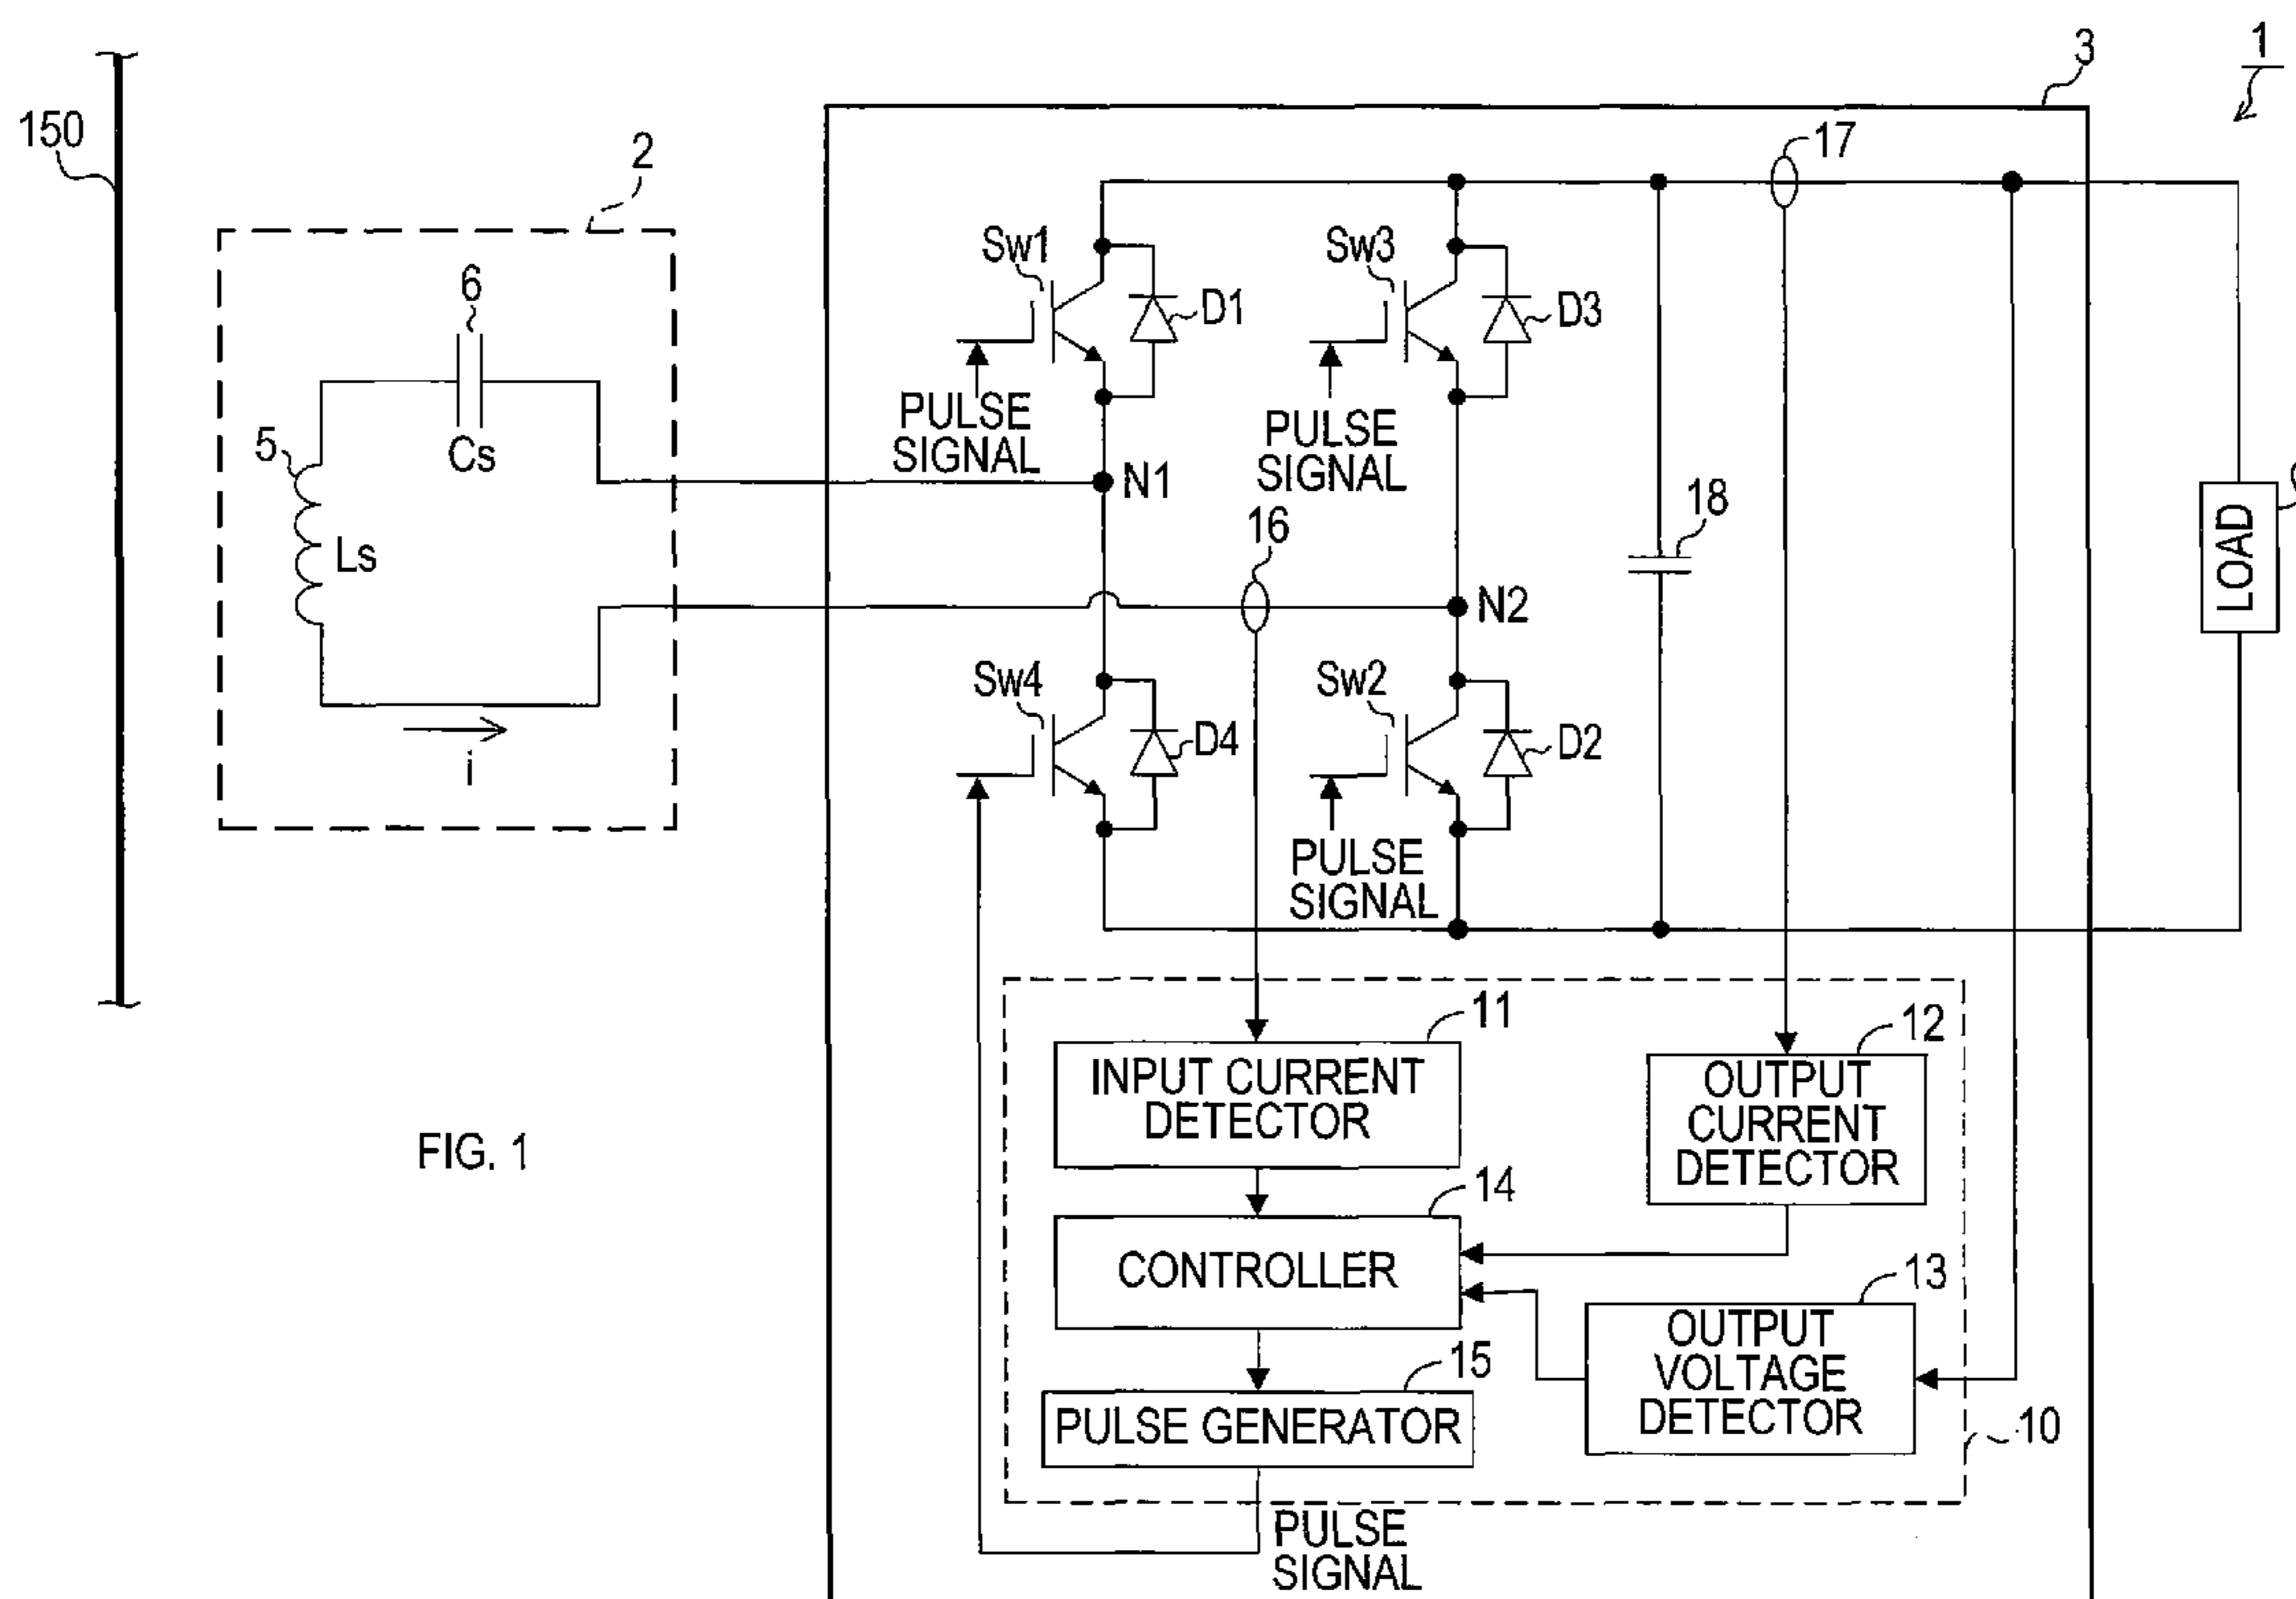 1
3
150
2
17
Sw1
Sw3
6
D1
D3
PULSE
SIGNAL
PULSE
SIGNAL
5
Cs
N1
18
16
Ls
LOAD
N2
Sw4
Sw2
D4
D2
i
PULSE
SIGNAL
11
12
INPUT CURRENT
DETECTOR
OUTPUT
CURRENT
DETECTOR
FIG. 1
14
CONTROLLER
13
OUTPUT
VOLTAGE
DETECTOR
15
PULSE GENERATOR
10
PULSE
SIGNAL